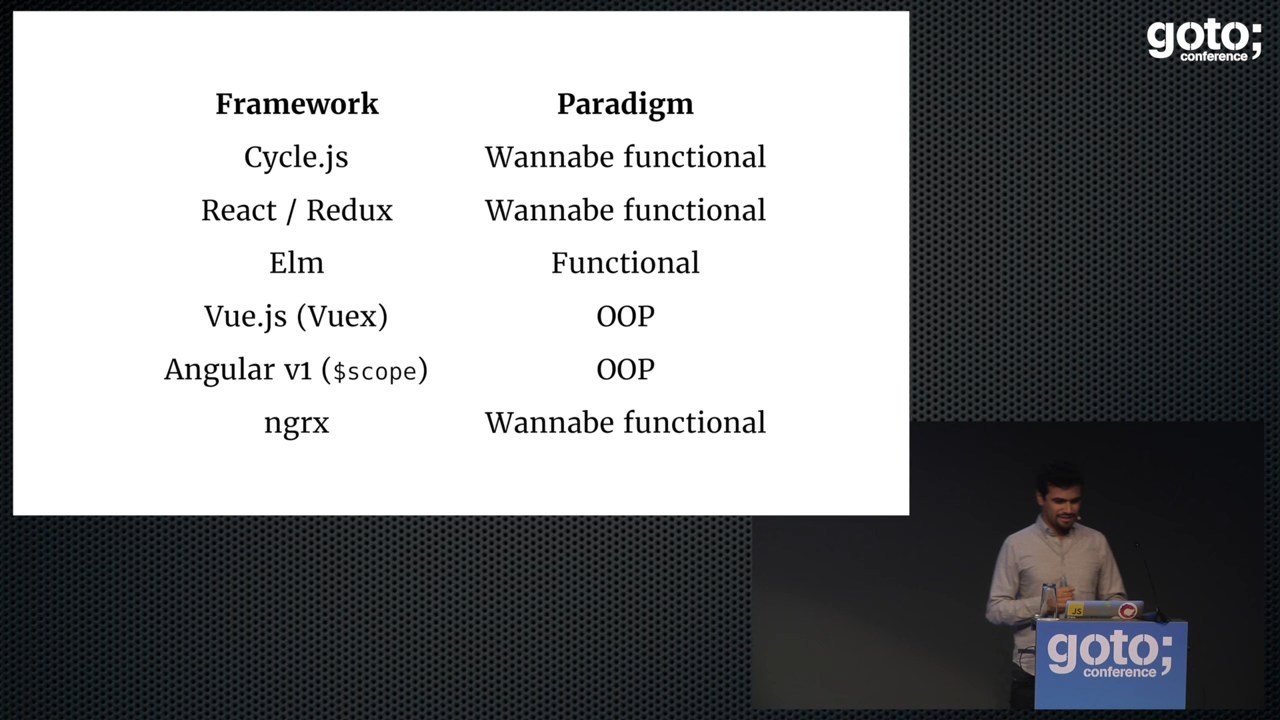 goto;
conference
Framework Paradigm
Cycle.js Wannabe functional
React / Redux Wannabe functional
Elm Functional
Vue.js (Vuex) OOP
Angular v1 ($scope) OOP
ngrx Wannabe functional
JS
goto;
conference